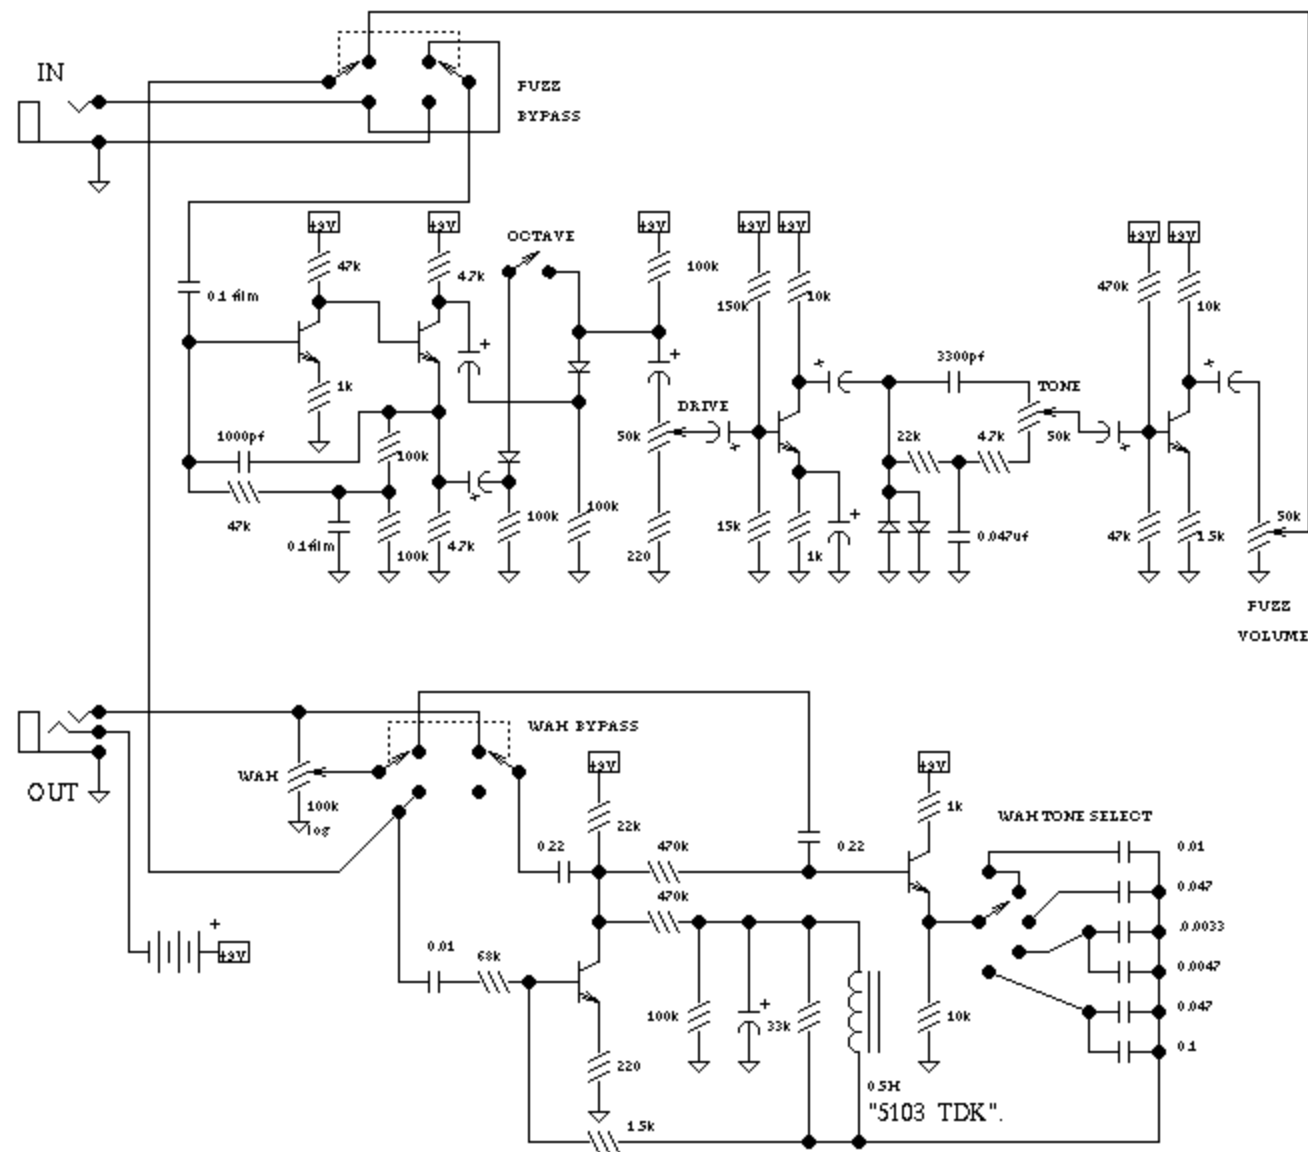 IN
FUZZ
BYPASS
+9V
+9V
OCTAVE
+9V
+9V
+9V
+9V
+9V
47k
4.7k
100k
150k
10k
470k
10k
0.1 film
1k
3300pf
TONE
DRIVE
50k
50k
1000pf
100k
22k
4.7k
47k
0.1film
100k
4.7k
100k
100k
220
15k
1k
0.047uf
47k
1.5k
50k
FUZZ
VOLUME
WAH BYPASS
+9V
+9V
WAH
OUT
100k
log
22k
1k
WAH TONE SELECT
0.22
470k
0.22
0.01
470k
0.047
.0033
+9V
0.01
68k
0.0047
100k
33k
10k
0.047
220
0.1
0.5H
"5103 TDK".
1.5k